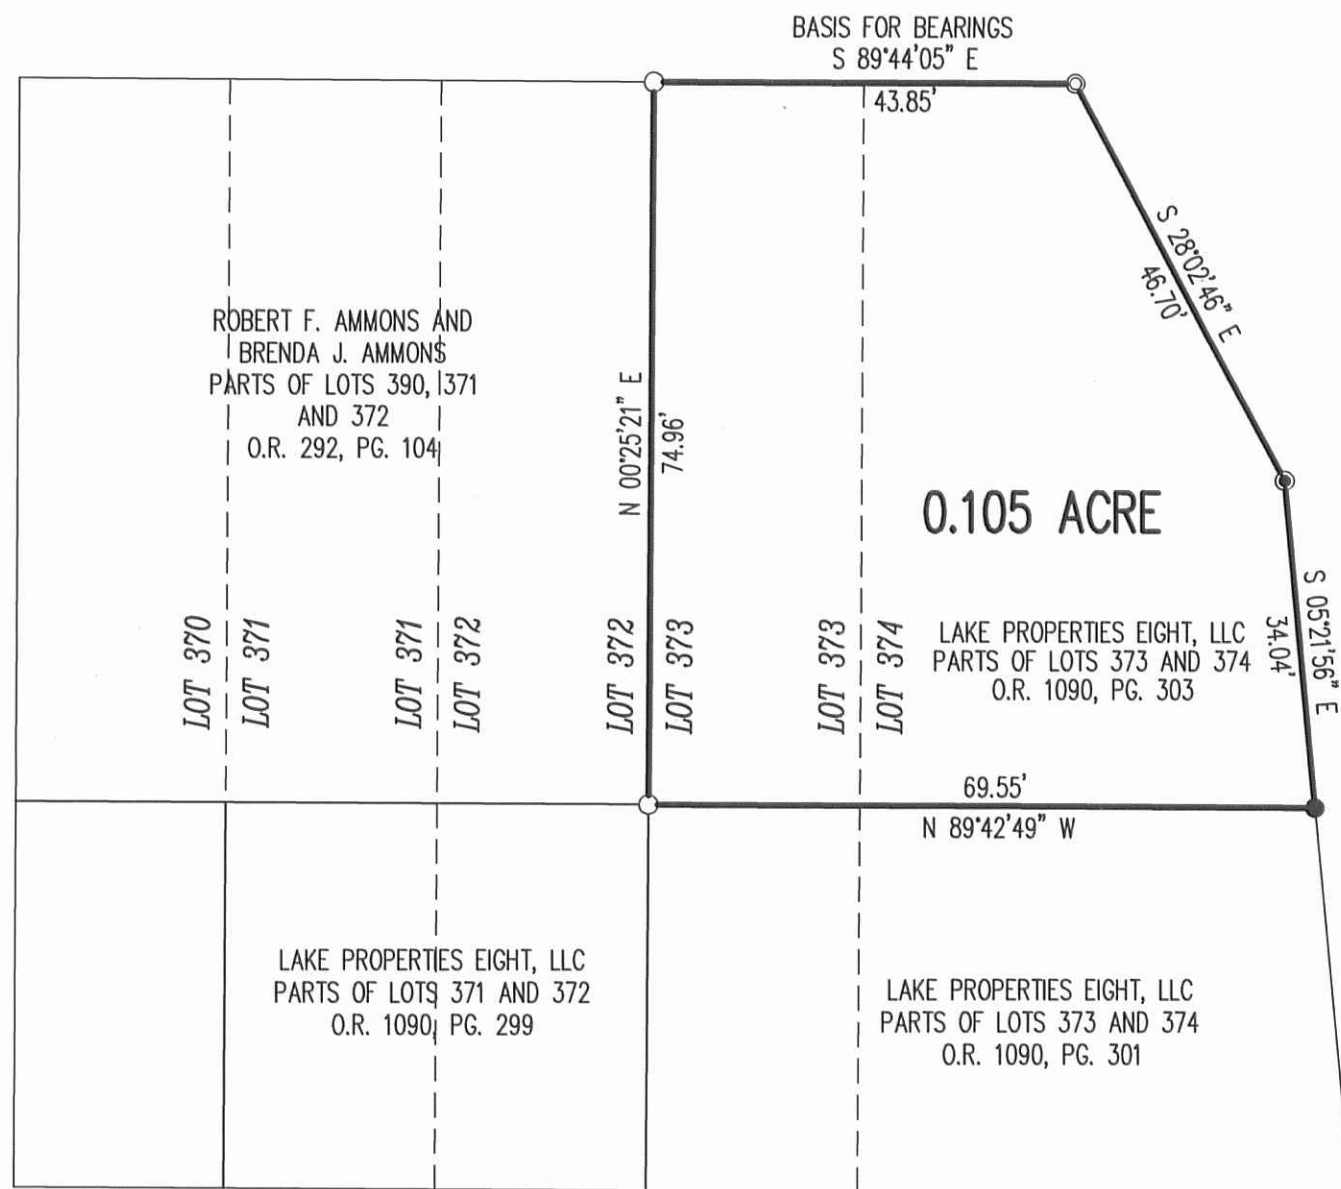 BASIS FOR BEARINGS
S 89°44'05" E
43.85'
S 28°02'46" E
46.70'
ROBERT F. AMMONS AND
BRENDA J. AMMONS
PARTS OF LOTS 390, 371
AND 372
O.R. 292, PG. 104
N 00°25'21" E
74.96'
0.105 ACRE
S 05°21'56" E
34.04'
LOT 370
LOT 371
LOT 371
LOT 372
LOT 372
LOT 373
LOT 373
LOT 374
LAKE PROPERTIES EIGHT, LLC
PARTS OF LOTS 373 AND 374
O.R. 1090, PG. 303
69.55'
N 89°42'49" W
LAKE PROPERTIES EIGHT, LLC
PARTS OF LOTS 371 AND 372
O.R. 1090, PG. 299
LAKE PROPERTIES EIGHT, LLC
PARTS OF LOTS 373 AND 374
O.R. 1090, PG. 301